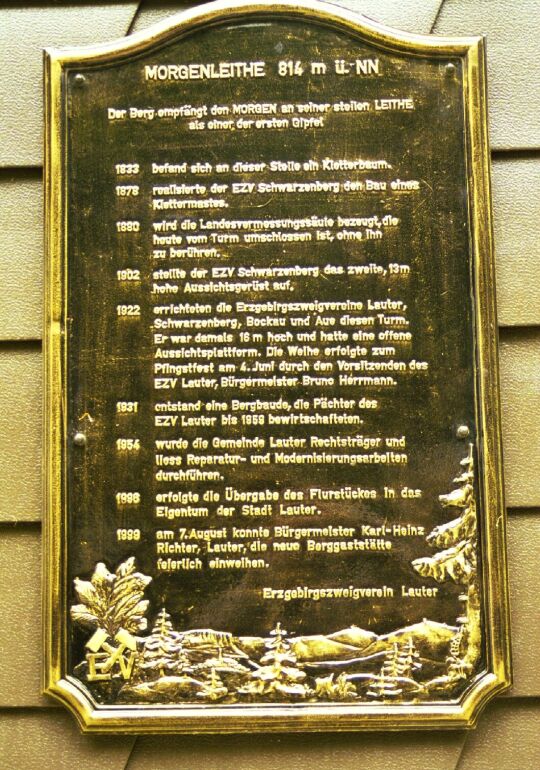 MORGENLEITHE 814 m ü. NN
Der Berg empfängt den MORGEN an seiner steilen LEITHE
als einer der ersten Gipfel
1833 befand sich an dieser Stelle ein Kletterbaum.
1878 realisierte der EZV Schwarzenberg den Bau eines
Klettermastes.
1880 wird die Landesvermessungssäule bezeugt, die
heute vom Turm umschlossen ist, ohne ihn
zu berühren.
1902 stellte der EZV Schwarzenberg das zweite, 13m
hohe Aussichtsgerüst auf.
1922 errichteten die Erzgebirgszweigvereine Lauter,
Schwarzenberg, Bockau und Aue diesen Turm.
Er war damals 16 m hoch und hatte eine offene
Aussichtsplattform. Die Weihe erfolgte zum
Pfingstfest am 4. Juni durch den Vorsitzenden des
EZV Lauter, Bürgermeister Bruno Herrmann.
1931 entstand eine Bergbaude, die Pächter des
EZV Lauter bis 1959 bewirtschafteten.
1954 wurde die Gemeinde Lauter Rechtsträger und
liess Reparatur- und Modernisierungsarbeiten
durchführen.
1998 erfolgte die Übergabe des Flurstückes in das
Eigentum der Stadt Lauter.
1999 am 7. August konnte Bürgermeister Karl-Heinz
Richter, Lauter, die neue Berggaststätte
feierlich einweihen.
Erzgebirgszweigverein Lauter
EV